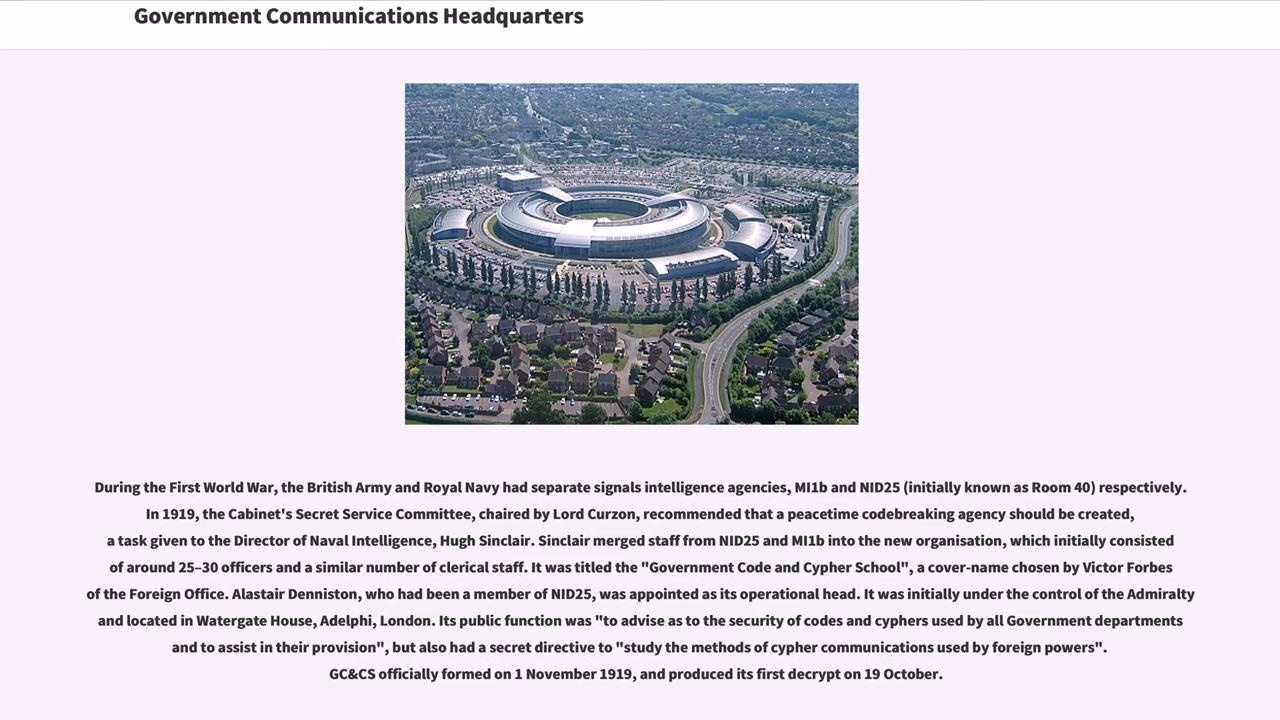 Government Communications Headquarters
During the First World War, the British Army and Royal Navy had separate signals intelligence agencies, MI1b and NID25 (initially known as Room 40) respectively.
In 1919, the Cabinet's Secret Service Committee, chaired by Lord Curzon, recommended that a peacetime codebreaking agency should be created,
a task given to the Director of Naval Intelligence, Hugh Sinclair. Sinclair merged staff from NID25 and MI1b into the new organisation, which initially consisted
of around 25–30 officers and a similar number of clerical staff. It was titled the "Government Code and Cypher School", a cover-name chosen by Victor Forbes
of the Foreign Office. Alastair Denniston, who had been a member of NID25, was appointed as its operational head. It was initially under the control of the Admiralty
and located in Watergate House, Adelphi, London. Its public function was "to advise as to the security of codes and cyphers used by all Government departments
and to assist in their provision", but also had a secret directive to "study the methods of cypher communications used by foreign powers".
GC&CS officially formed on 1 November 1919, and produced its first decrypt on 19 October.